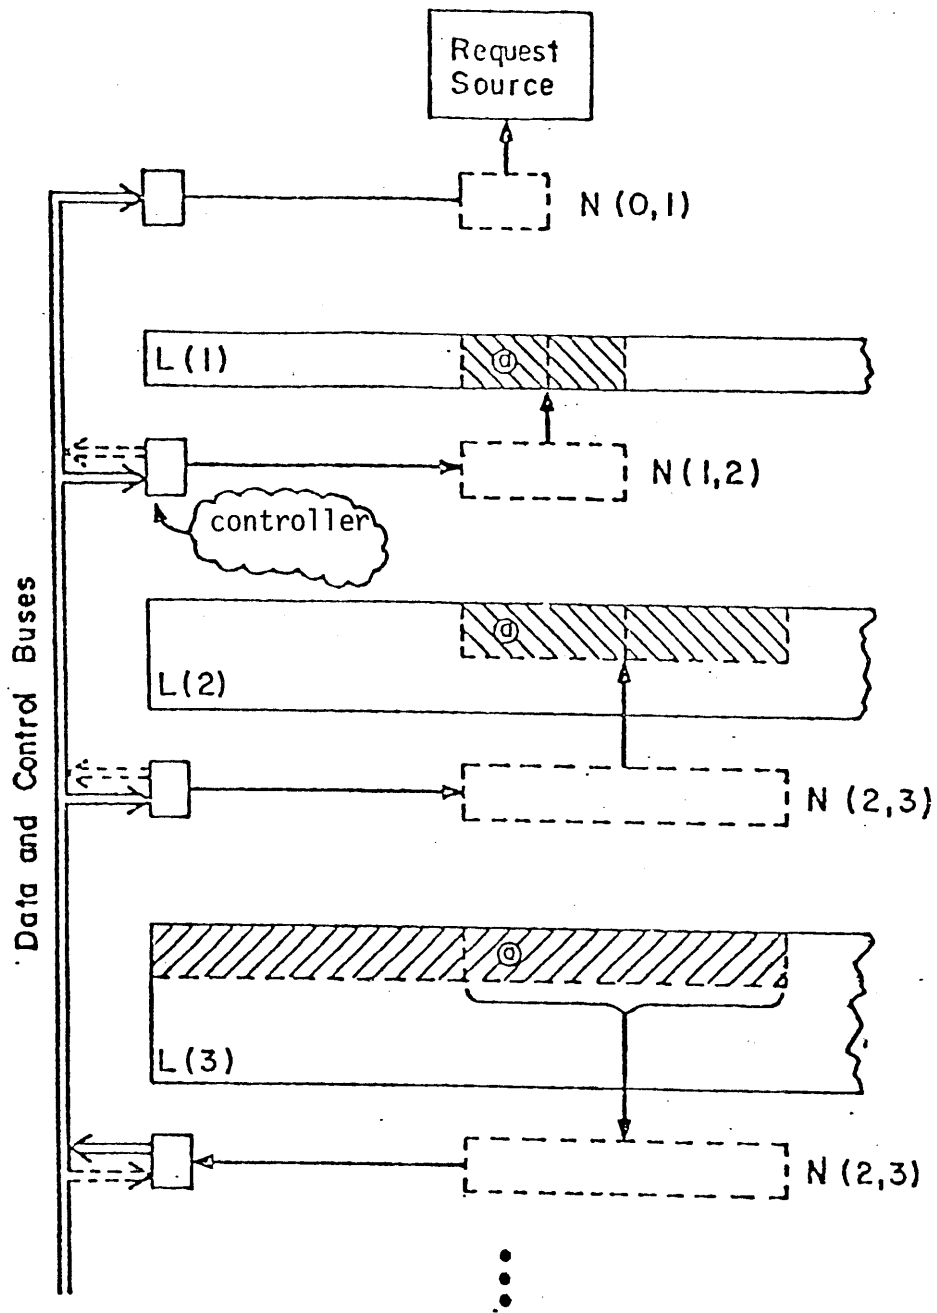 Request
Source
N(0,1)
L(1)
@
N(1,2)
controller
L(2)
@
N(2,3)
L(3)
@
N(2,3)
Data and Control Buses